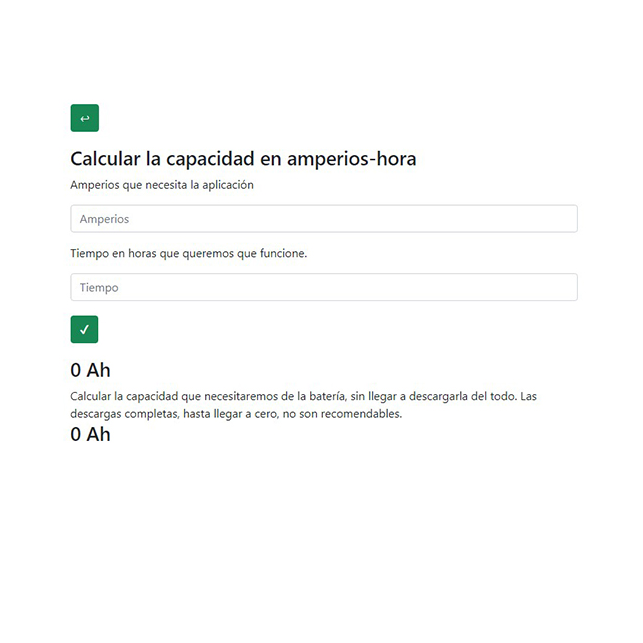 Calcular la capacidad en amperios-hora
Amperios que necesita la aplicación
Amperios
Tiempo en horas que queremos que funcione.
Tiempo
0 Ah
Calcular la capacidad que necesitaremos de la batería, sin llegar a descargarla del todo. Las
descargas completas, hasta llegar a cero, no son recomendables.
0 Ah